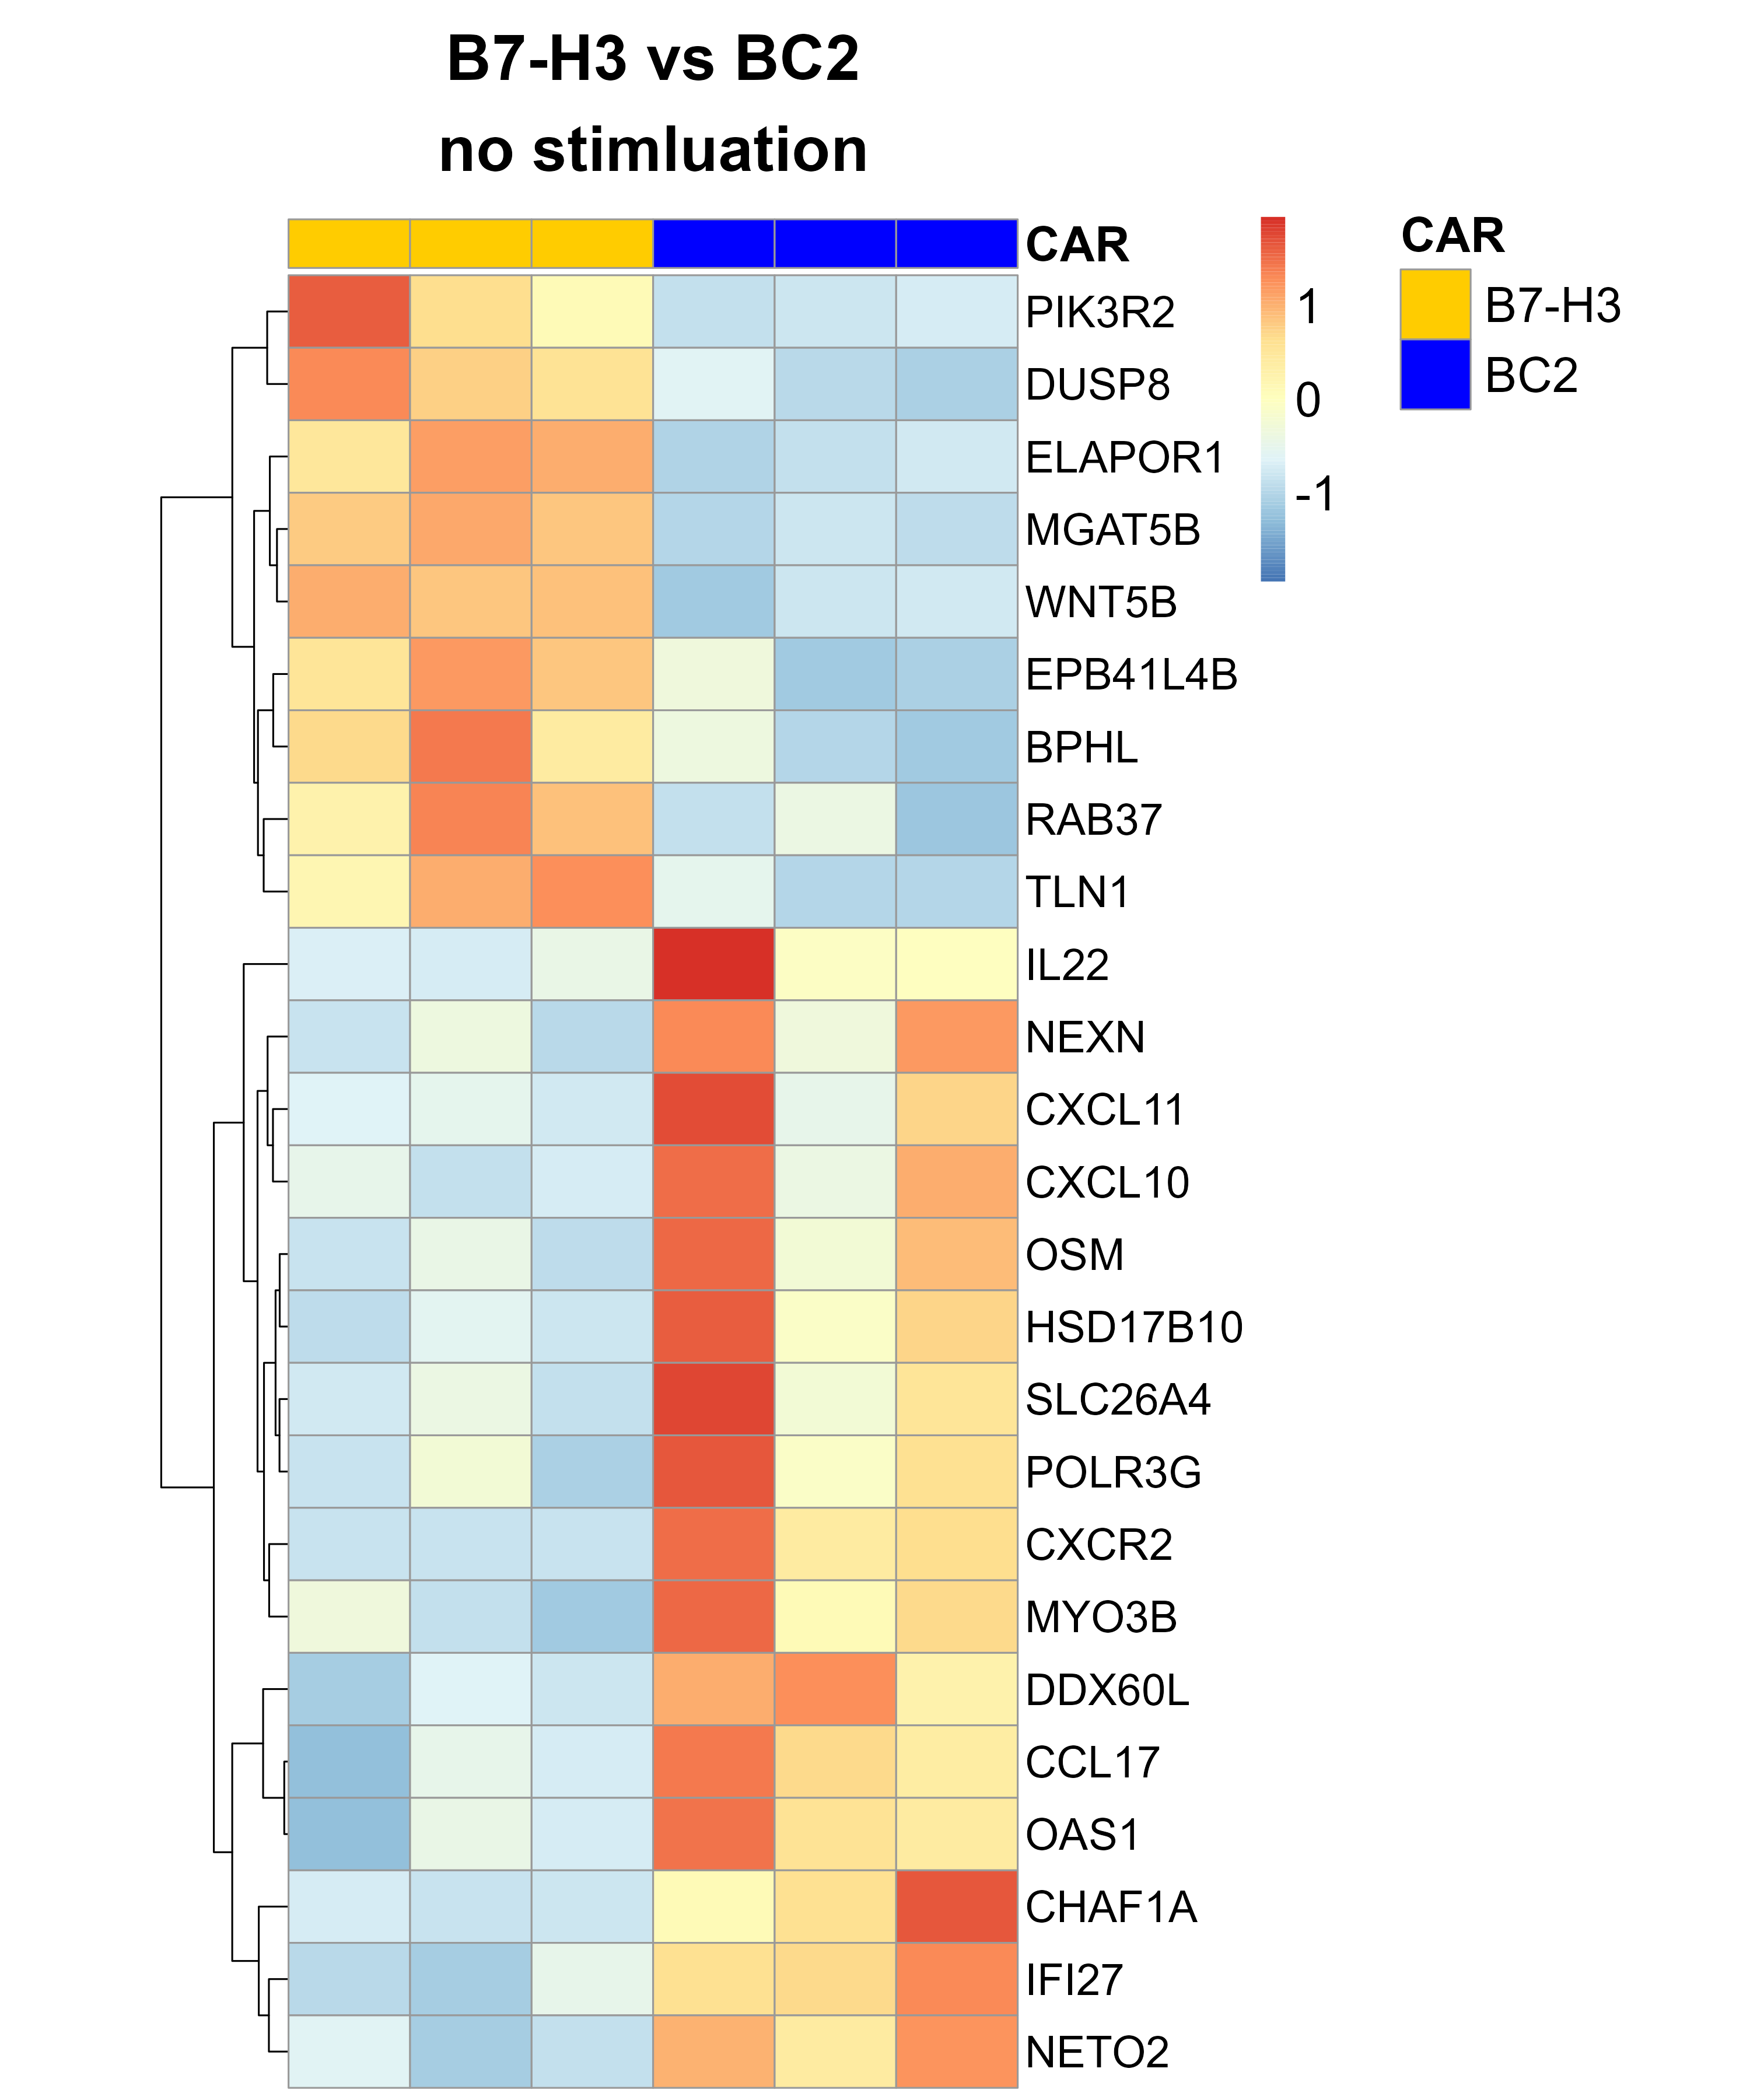 B7-H3 vs BC2
no stimluation
CAR
PIK3R2
DUSP8
ELAPOR1
MGAT5B
WNT5B
EPB41L4B
BPHL
RAB37
TLN1
IL22
NEXN
CXCL11
CXCL10
OSM
HSD17B10
SLC26A4
POLR3G
CXCR2
MYO3B
DDX60L
CCL17
OAS1
CHAF1A
IFI27
NETO2
1
0
-1
CAR
B7-H3
BC2